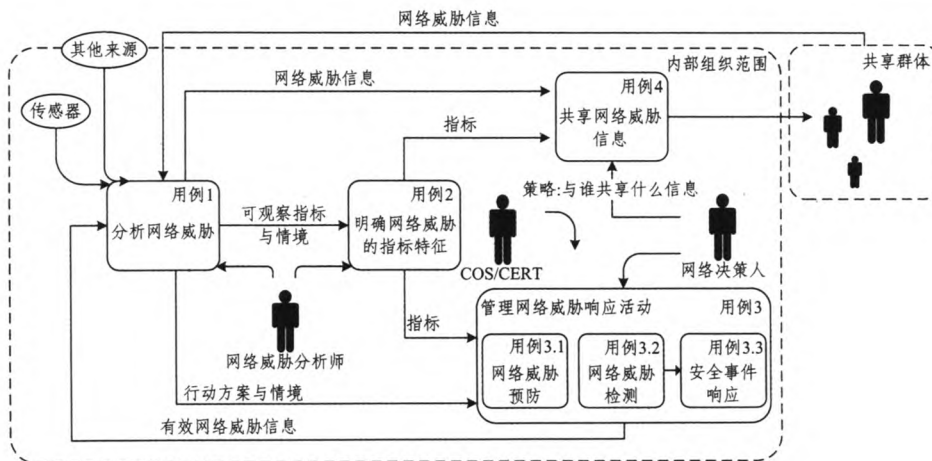 网络威胁信息
其他来源
内部组织范围
共享群体
网络威胁信息
用例4
共享网络威胁
信息
传感器
指标
用例1
分析网络威胁
可观察指标
与情境
用例2
明确网络威胁
的指标特征
策略:与谁共享什么信息
COS/CERT
网络决策人
网络威胁分析师
指标
管理网络威胁响应活动
用例3
用例3.1
网络威胁
预防
用例3.2
网络威胁
检测
用例3.3
安全事件
响应
行动方案与情境
有效网络威胁信息